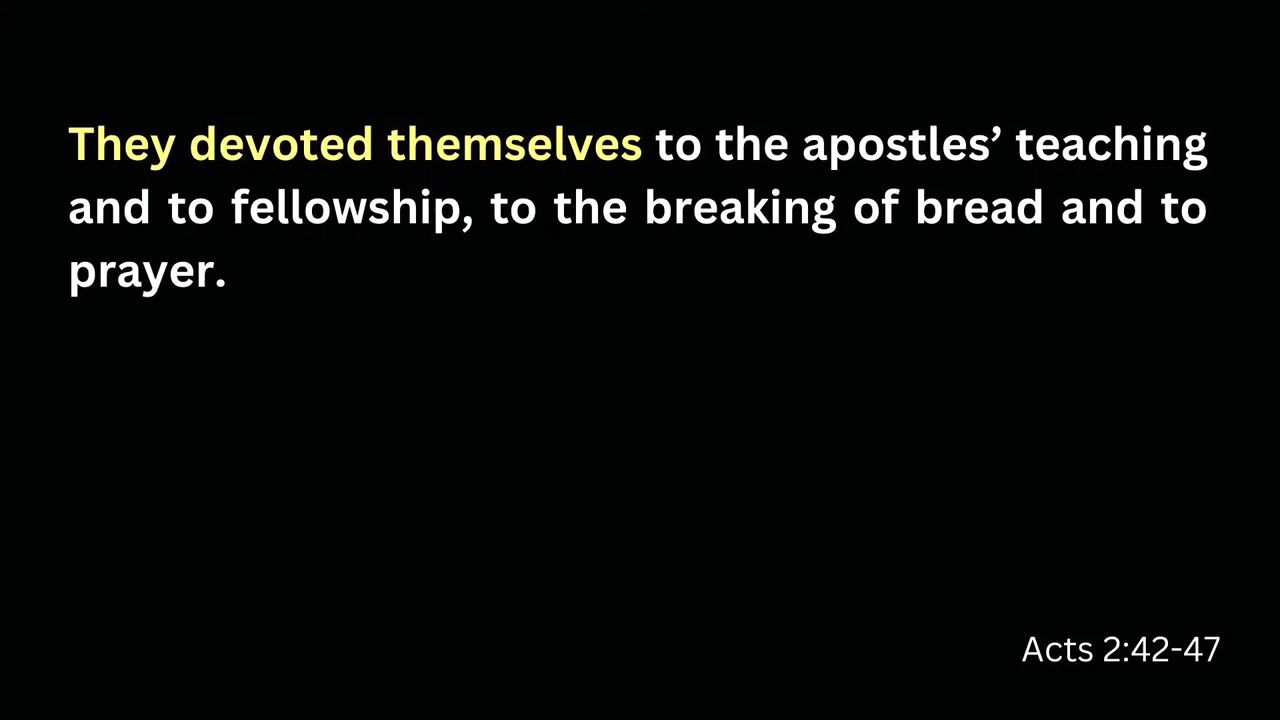 They devoted themselves to the apostles’ teaching
and to fellowship, to the breaking of bread and to
prayer.
Acts 2:42-47